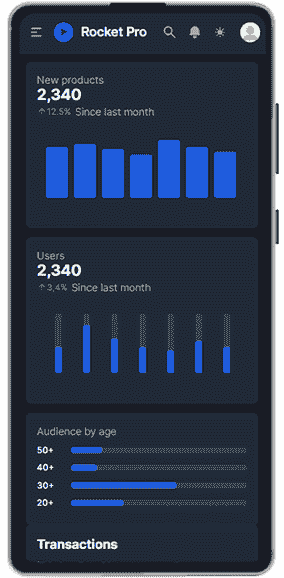 Rocket Pro
New products
2,340
12.5% Since last month
Users
2,340
3,4% Since last month
Audience by age
50+
40+
30+
20+
Transactions